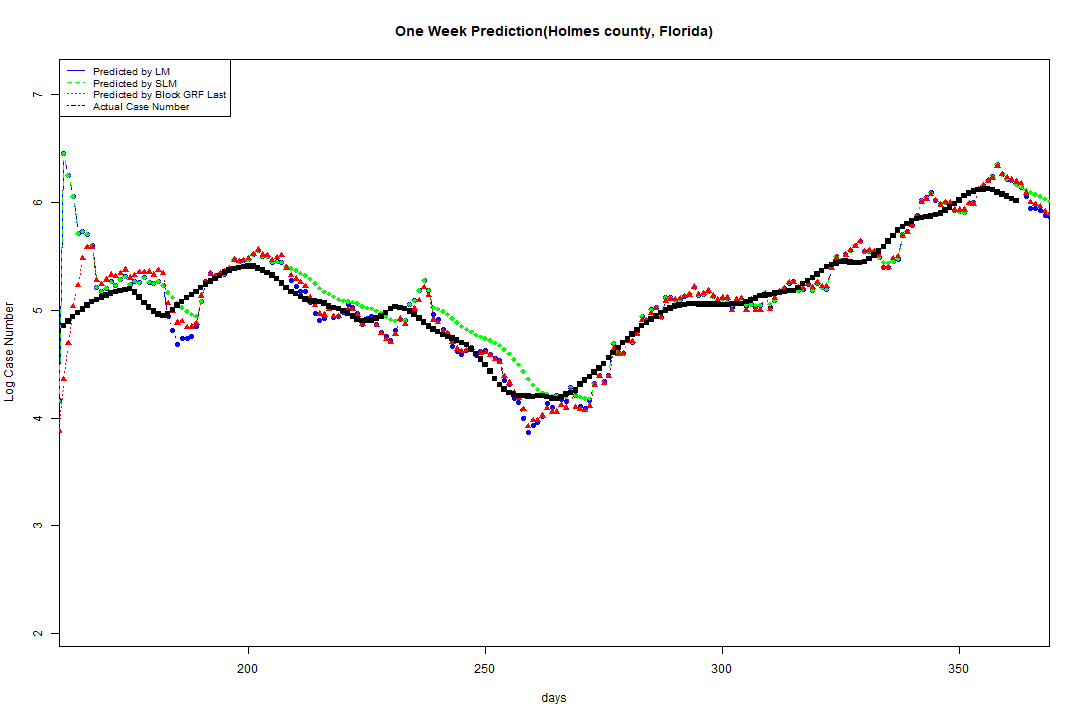 One Week Prediction(Holmes county, Florida)
Predicted by LM
Predicted by SLM
Predicted by Block GRF Last
Actual Case Number
7
6
5
4
3
2
Log Case Number
200
250
300
350
days